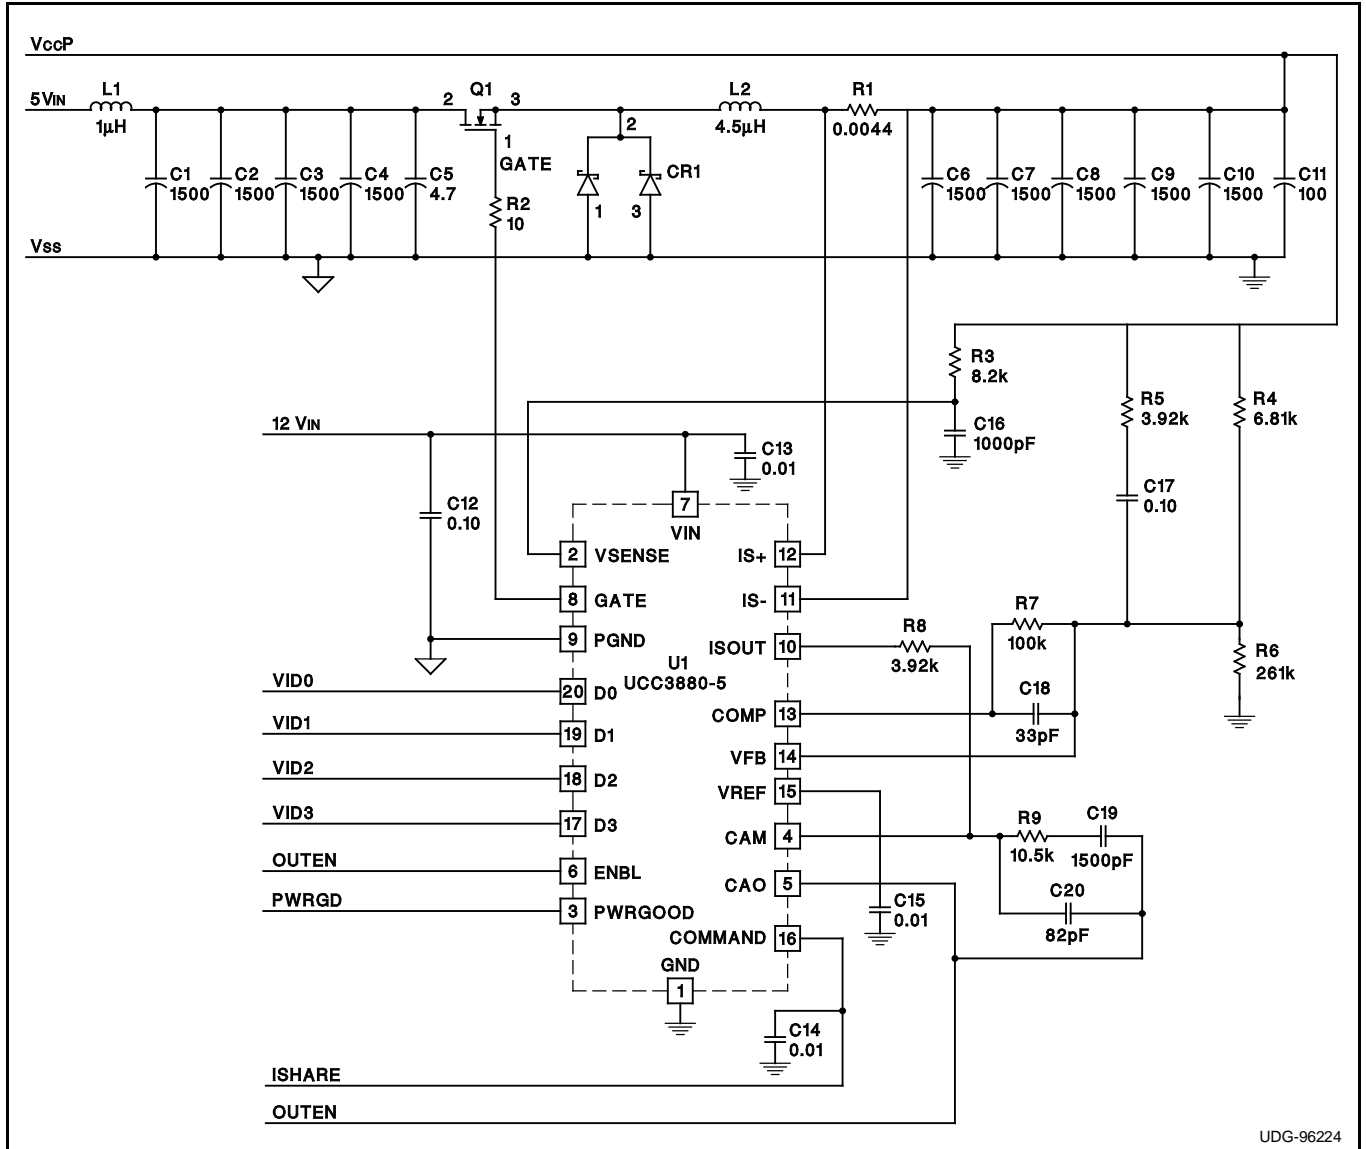 VccP
L1
Q1
L2
R1
5VIN
2
3
1µH
4.5µH
0.0044
1
GATE
2
C1
1500
C2
1500
C3
1500
C4
1500
C5
4.7
R2
10
CR1
1
3
C6
1500
C7
1500
C8
1500
C9
1500
C10
1500
C11
100
Vss
R3
8.2k
R5
3.92k
R4
6.81k
12 VIN
C13
0.01
C16
1000pF
C12
0.10
C17
0.10
7
VIN
2
VSENSE
IS+
12
8
GATE
IS-
11
9
PGND
ISOUT
10
R8
3.92k
R7
100k
R6
261k
U1
UCC3880-5
VID0
20
D0
C18
33pF
COMP
13
VID1
19
D1
VFB
14
VID2
18
D2
VREF
15
VID3
17
D3
CAM
4
R9
10.5k
C19
1500pF
OUTEN
6
ENBL
CAO
5
C20
82pF
PWRGD
3
PWRGOOD
C15
0.01
COMMAND
16
GND
1
C14
0.01
ISHARE
OUTEN
UDG-96224